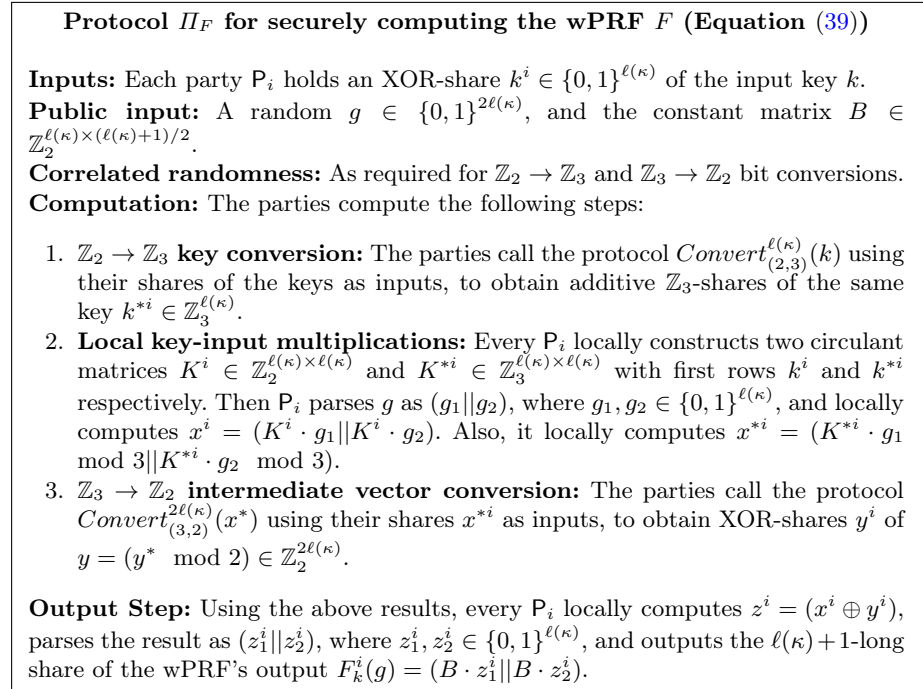 Protocol Π_F for securely computing the wPRF F (Equation (39))
Inputs: Each party P_i holds an XOR-share k^i ∈ {0, 1}^{ℓ(κ)} of the input key k.
Public input: A random g ∈ {0, 1}^{2ℓ(κ)}, and the constant matrix B ∈
ℤ_2^{ℓ(κ)×(ℓ(κ)+1)/2}.
Correlated randomness: As required for ℤ_2 → ℤ_3 and ℤ_3 → ℤ_2 bit conversions.
Computation: The parties compute the following steps:
1. ℤ_2 → ℤ_3 key conversion: The parties call the protocol Convert^{ℓ(κ)}_{(2,3)}(k) using
their shares of the keys as inputs, to obtain additive ℤ_3-shares of the same
key k^{*i} ∈ ℤ_3^{ℓ(κ)}.
2. Local key-input multiplications: Every P_i locally constructs two circulant
matrices K^i ∈ ℤ_2^{ℓ(κ)×ℓ(κ)} and K^{*i} ∈ ℤ_3^{ℓ(κ)×ℓ(κ)} with first rows k^i and k^{*i}
respectively. Then P_i parses g as (g_1||g_2), where g_1, g_2 ∈ {0, 1}^{ℓ(κ)}, and locally
computes x^i = (K^i · g_1||K^i · g_2). Also, it locally computes x^{*i} = (K^{*i} · g_1
mod 3||K^{*i} · g_2 mod 3).
3. ℤ_3 → ℤ_2 intermediate vector conversion: The parties call the protocol
Convert^{2ℓ(κ)}_{(3,2)}(x^*) using their shares x^{*i} as inputs, to obtain XOR-shares y^i of
y = (y^* mod 2) ∈ ℤ_2^{2ℓ(κ)}.
Output Step: Using the above results, every P_i locally computes z^i = (x^i ⊕ y^i),
parses the result as (z_1^i||z_2^i), where z_1^i, z_2^i ∈ {0, 1}^{ℓ(κ)}, and outputs the ℓ(κ)+1-long
share of the wPRF's output F_k^i(g) = (B · z_1^i||B · z_2^i).